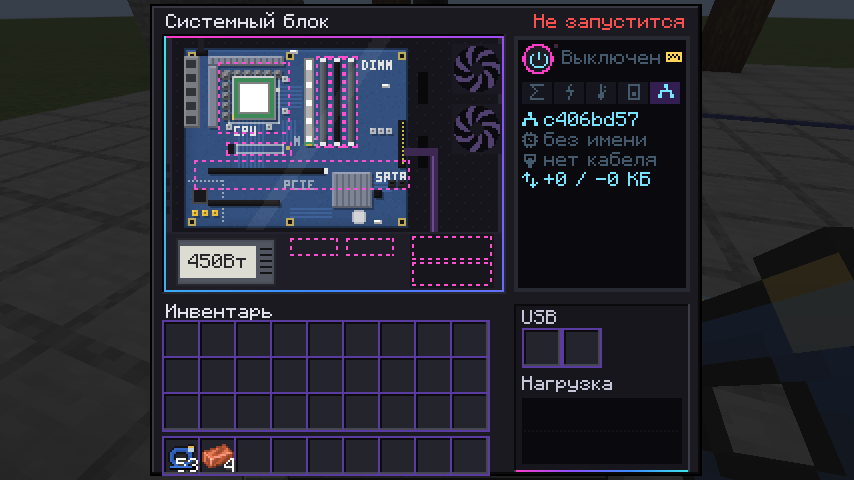 Системный блок
Не запустится
DIMM
CPU
M
PCIE
SATA
450Вт
Выключен
c406bd57
без имени
нет кабеля
+0 / -0 КБ
Инвентарь
53
4
USB
Нагрузка